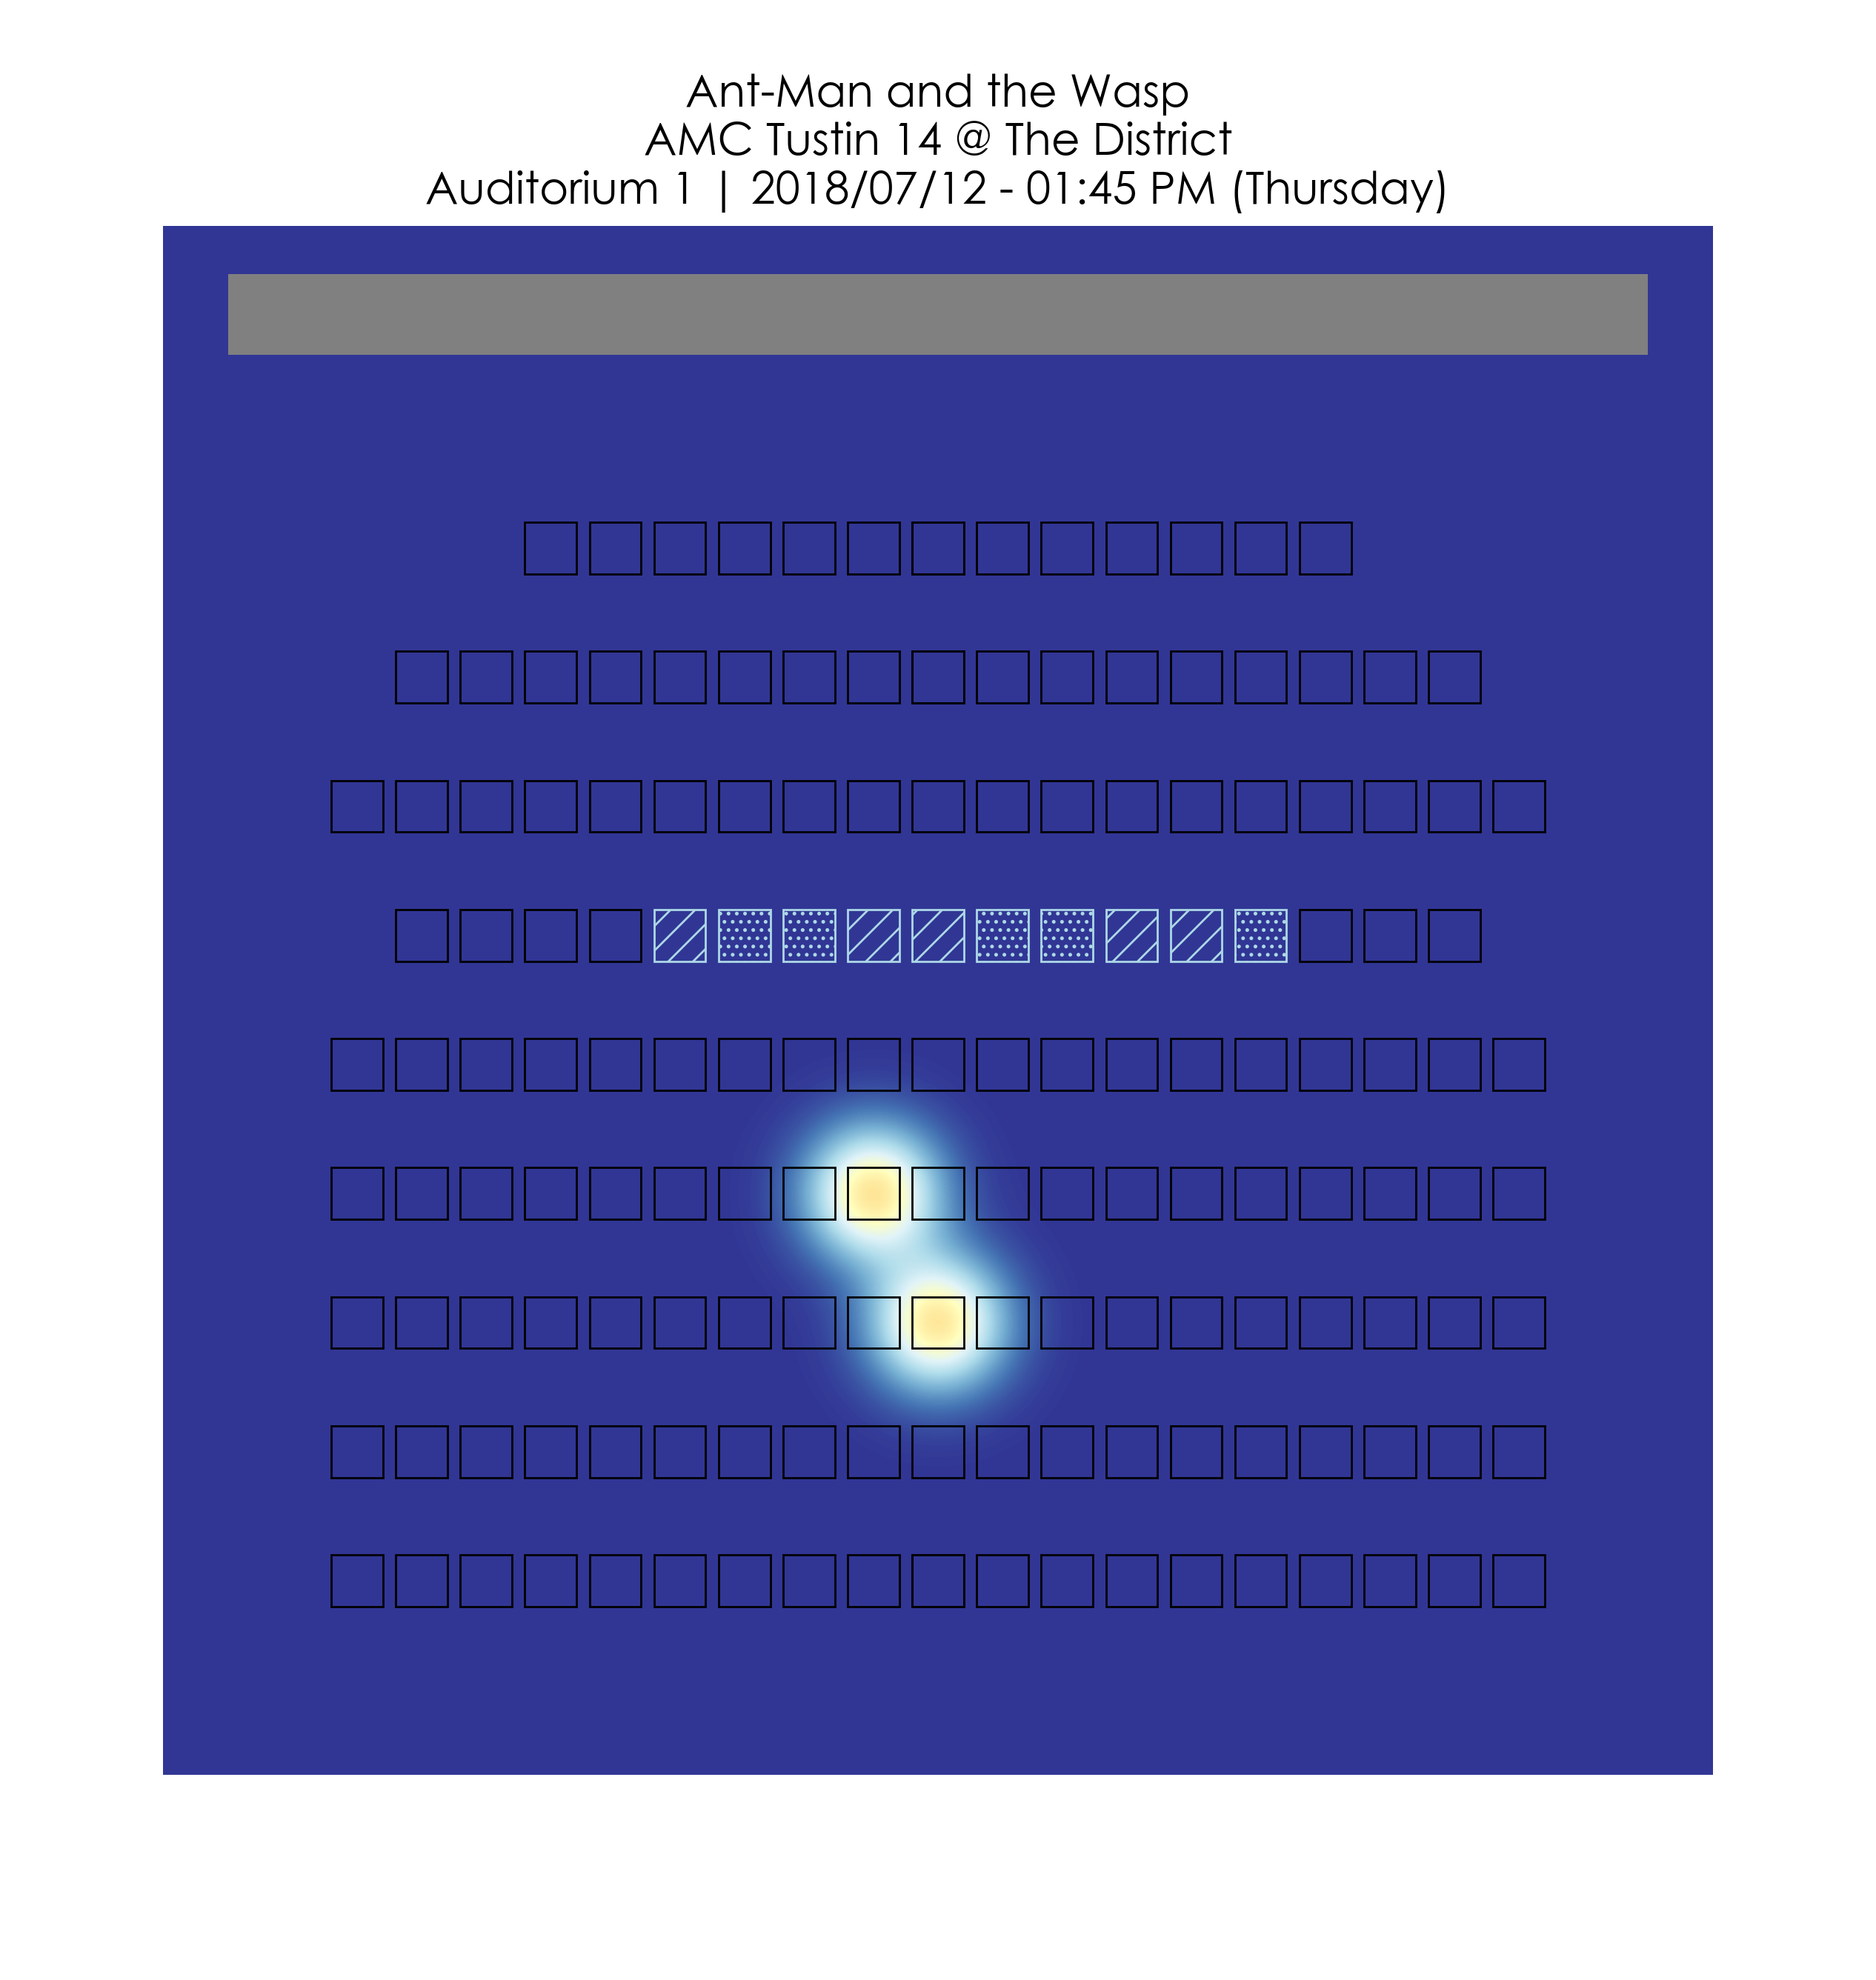 Ant-Man and the Wasp
AMC Tustin 14 @ The District
Auditorium 1 | 2018/07/12 - 01:45 PM (Thursday)